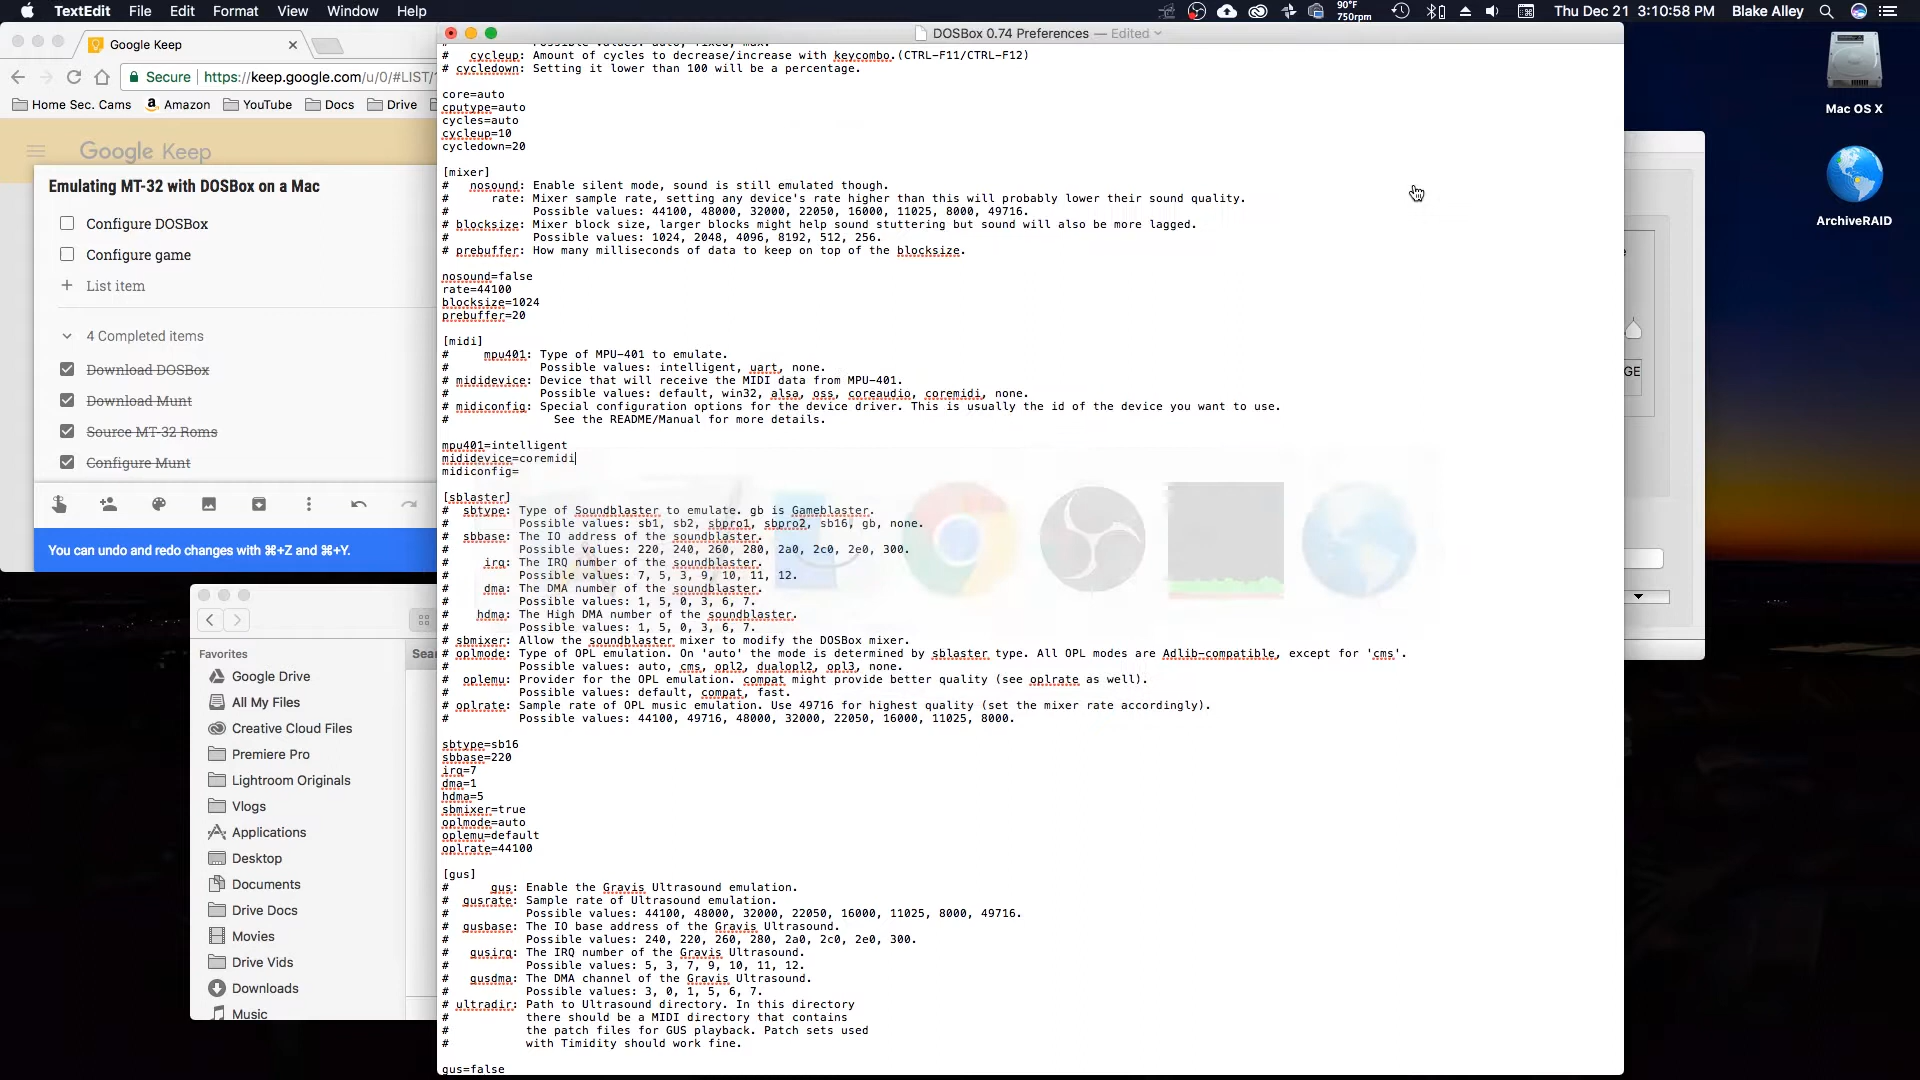 TextEdit File Edit Format View Window Help
90°F
750rpm
Thu Dec 21 3:10:58 PM Blake Alley
Google Keep
Secure https://keep.google.com/u/0/#LIST/
Home Sec. Cams Amazon YouTube Docs Drive
Google Keep
Emulating MT-32 with DOSBox on a Mac
Configure DOSBox
Configure game
+ List item
4 Completed items
Download DOSBox
Download Munt
Source MT-32 Roms
Configure Munt
You can undo and redo changes with ⌘+Z and ⌘+Y.
Favorites
Google Drive
All My Files
Creative Cloud Files
Premiere Pro
Lightroom Originals
Vlogs
Applications
Desktop
Documents
Drive Docs
Movies
Drive Vids
Downloads
Music
Sea
DOSBox 0.74 Preferences — Edited
# Possible values: auto, fixed, max.
# cycleup: Amount of cycles to decrease/increase with keycombo.(CTRL-F11/CTRL-F12)
# cycledown: Setting it lower than 100 will be a percentage.
core=auto
cputype=auto
cycles=auto
cycleup=10
cycledown=20
[mixer]
# nosound: Enable silent mode, sound is still emulated though.
# rate: Mixer sample rate, setting any device's rate higher than this will probably lower their sound quality.
# Possible values: 44100, 48000, 32000, 22050, 16000, 11025, 8000, 49716.
# blocksize: Mixer block size, larger blocks might help sound stuttering but sound will also be more lagged.
# Possible values: 1024, 2048, 4096, 8192, 512, 256.
# prebuffer: How many milliseconds of data to keep on top of the blocksize.
nosound=false
rate=44100
blocksize=1024
prebuffer=20
[midi]
# mpu401: Type of MPU-401 to emulate.
# Possible values: intelligent, uart, none.
# mididevice: Device that will receive the MIDI data from MPU-401.
# Possible values: default, win32, alsa, oss, coreaudio, coremidi, none.
# midiconfig: Special configuration options for the device driver. This is usually the id of the device you want to use.
# See the README/Manual for more details.
mpu401=intelligent
mididevice=coremidi
midiconfig=
[sblaster]
# sbtype: Type of Soundblaster to emulate. gb is Gameblaster.
# Possible values: sb1, sb2, sbpro1, sbpro2, sb16, gb, none.
# sbbase: The IO address of the soundblaster.
# Possible values: 220, 240, 260, 280, 2a0, 2c0, 2e0, 300.
# irq: The IRQ number of the soundblaster.
# Possible values: 7, 5, 3, 9, 10, 11, 12.
# dma: The DMA number of the soundblaster.
# Possible values: 1, 5, 0, 3, 6, 7.
# hdma: The High DMA number of the soundblaster.
# Possible values: 1, 5, 0, 3, 6, 7.
# sbmixer: Allow the soundblaster mixer to modify the DOSBox mixer.
# oplmode: Type of OPL emulation. On 'auto' the mode is determined by sblaster type. All OPL modes are Adlib-compatible, except for 'cms'.
# Possible values: auto, cms, opl2, dualopl2, opl3, none.
# oplemu: Provider for the OPL emulation. compat might provide better quality (see oplrate as well).
# Possible values: default, compat, fast.
# oplrate: Sample rate of OPL music emulation. Use 49716 for highest quality (set the mixer rate accordingly).
# Possible values: 44100, 49716, 48000, 32000, 22050, 16000, 11025, 8000.
sbtype=sb16
sbbase=220
irq=7
dma=1
hdma=5
sbmixer=true
oplmode=auto
oplemu=default
oplrate=44100
[gus]
# gus: Enable the Gravis Ultrasound emulation.
# gusrate: Sample rate of Ultrasound emulation.
# Possible values: 44100, 48000, 32000, 22050, 16000, 11025, 8000, 49716.
# gusbase: The IO base address of the Gravis Ultrasound.
# Possible values: 240, 220, 260, 280, 2a0, 2c0, 2e0, 300.
# gusirq: The IRQ number of the Gravis Ultrasound.
# Possible values: 5, 3, 7, 9, 10, 11, 12.
# gusdma: The DMA channel of the Gravis Ultrasound.
# Possible values: 3, 0, 1, 5, 6, 7.
# ultradir: Path to Ultrasound directory. In this directory
# there should be a MIDI directory that contains
# the patch files for GUS playback. Patch sets used
# with Timidity should work fine.
gus=false
GE
Mac OS X
ArchiveRAID